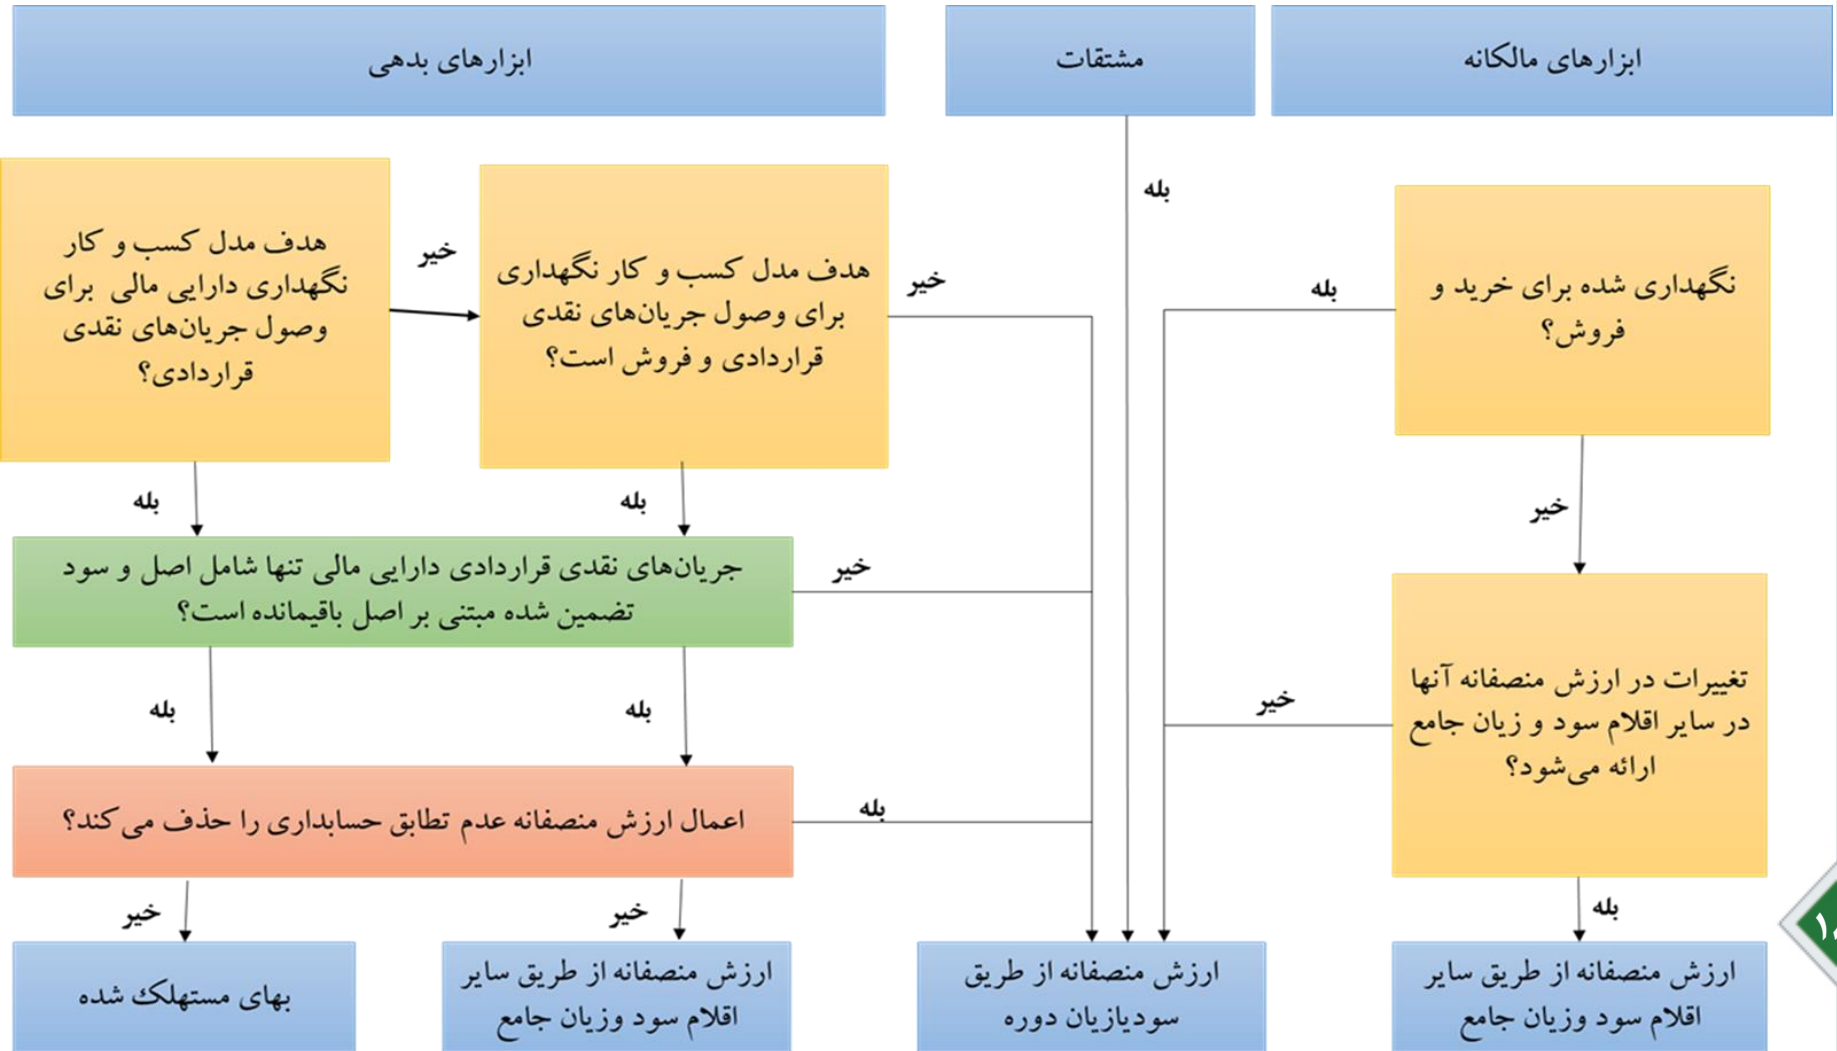 ابزارهای مالکانه
مشتقات
ابزارهای بدهی
بله
نگهداری شده برای خرید و
فروش؟
بله
خیر
تغییرات در ارزش منصفانه آنها
در سایر اقلام سود و زیان جامع
ارائه می‌شود؟
خیر
بله
هدف مدل کسب و کار
نگهداری دارایی مالی برای
وصول جریان‌های نقدی
قراردادی؟
خیر
هدف مدل کسب و کار نگهداری
برای وصول جریان‌های نقدی
قراردادی و فروش است؟
خیر
بله
بله
جریان‌های نقدی قراردادی دارایی مالی تنها شامل اصل و سود
تضمین شده مبتنی بر اصل باقیمانده است؟
خیر
بله
بله
اعمال ارزش منصفانه عدم تطابق حسابداری را حذف می‌کند؟
بله
خیر
خیر
ارزش منصفانه از طریق سایر
اقلام سود وزیان جامع
ارزش منصفانه از طریق
سودیازیان دوره
ارزش منصفانه از طریق سایر
اقلام سود وزیان جامع
بهای مستهلک شده